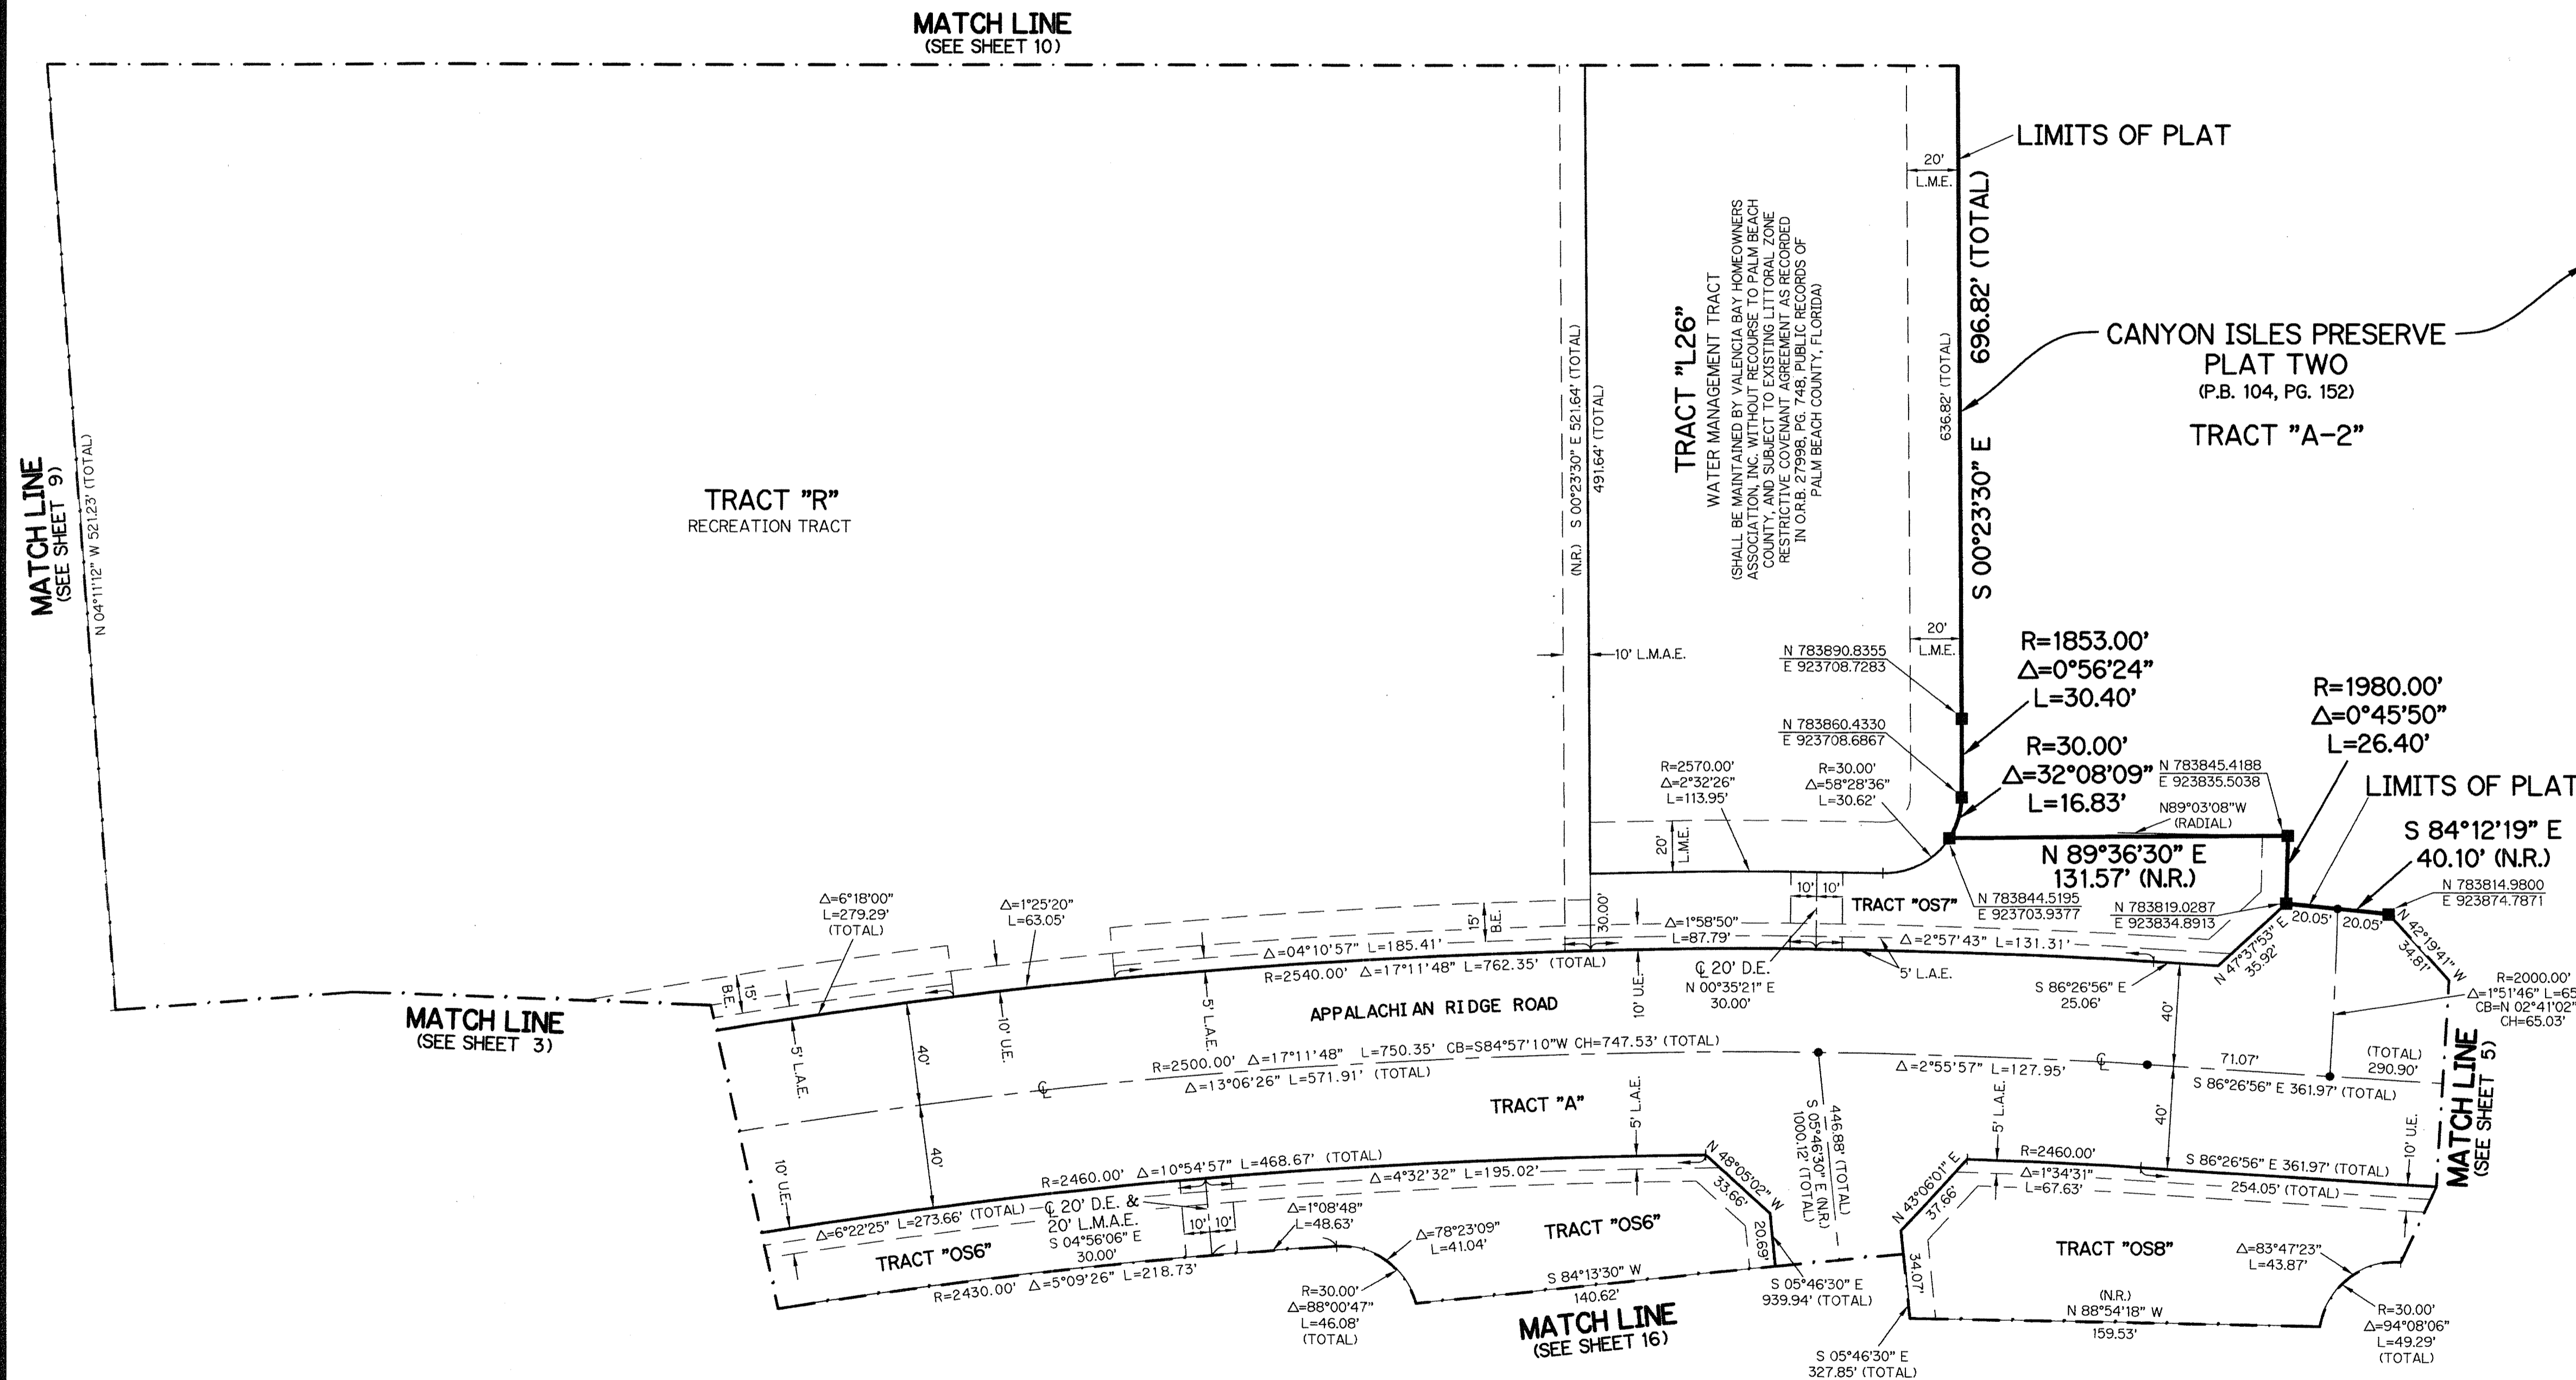 MATCH LINE
(SEE SHEET 10)
LIMITS OF PLAT
20'
L.M.E.
S 00°23'30" E 696.82' (TOTAL)
636.82' (TOTAL)
CANYON ISLES PRESERVE
PLAT TWO
(P.B. 104, PG. 152)
TRACT "A-2"
TRACT "L26"
WATER MANAGEMENT TRACT
(SHALL BE MAINTAINED BY VALENCIA BAY HOMEOWNERS
ASSOCIATION, INC. WITHOUT RECOURSE TO PALM BEACH
COUNTY, AND SUBJECT TO EXISTING LITTORAL ZONE
RESTRICTIVE COVENANT AGREEMENT AS RECORDED
IN O.R.B. 27998, PG. 748, PUBLIC RECORDS OF
PALM BEACH COUNTY, FLORIDA)
(N.R.) S 00°23'30" E 521.64' (TOTAL)
491.64' (TOTAL)
MATCH LINE
(SEE SHEET 9)
N 04°11'12" W 521.23' (TOTAL)
TRACT "R"
RECREATION TRACT
20'
L.M.E.
10' L.M.A.E.
N 783890.8355
E 923708.7283
R=1853.00'
Δ=0°56'24"
L=30.40'
N 783860.4330
E 923708.6867
R=30.00'
Δ=32°08'09"
L=16.83'
R=1980.00'
Δ=0°45'50"
L=26.40'
R=2570.00'
Δ=2°32'26"
L=113.95'
R=30.00'
Δ=58°28'36"
L=30.62'
N 783845.4188
E 923835.5038
N89°03'08"W
(RADIAL)
LIMITS OF PLAT
S 84°12'19" E
40.10' (N.R.)
20'
L.M.E.
N 89°36'30" E
131.57' (N.R.)
N 783844.5195
E 923703.9377
N 783819.0287
E 923834.8913
N 783814.9800
E 923874.7871
20.05'
20.05'
N 42°19'41" W
34.81'
N 47°37'53" E
35.92'
Δ=6°18'00"
L=279.29'
(TOTAL)
Δ=1°25'20"
L=63.05'
15'
B.E.
30.00'
10'
10'
TRACT "OS7"
Δ=1°58'50"
L=87.79'
Δ=04°10'57" L=185.41'
Δ=2°57'43" L=131.31'
R=2540.00' Δ=17°11'48" L=762.35' (TOTAL)
℄ 20' D.E.
N 00°35'21" E
30.00'
5' L.A.E.
S 86°26'56" E
25.06'
15'
B.E.
MATCH LINE
(SEE SHEET 3)
5' L.A.E.
40'
10' U.E.
5' L.A.E.
APPALACHIAN RIDGE ROAD
10' U.E.
40'
R=2000.00'
Δ=1°51'46" L=65
CB=N 02°41'02"
CH=65.03'
R=2500.00' Δ=17°11'48" L=750.35' CB=S84°57'10"W CH=747.53' (TOTAL)
℄
Δ=13°06'26" L=571.91' (TOTAL)
Δ=2°55'57" L=127.95'
℄
71.07'
(TOTAL)
290.90'
S 86°26'56" E 361.97' (TOTAL)
MATCH LINE
(SEE SHEET 5)
TRACT "A"
5' L.A.E.
446.88' (TOTAL)
S 05°46'30" E (N.R.)
1000.12' (TOTAL)
5' L.A.E.
40'
10' U.E.
10' U.E.
40'
R=2460.00' Δ=10°54'57" L=468.67' (TOTAL)
Δ=4°32'32" L=195.02'
N 48°05'02" W
33.66'
N 43°06'01" E
37.66'
R=2460.00'
Δ=1°34'31"
L=67.63'
S 86°26'56" E 361.97' (TOTAL)
254.05' (TOTAL)
Δ=6°22'25" L=273.66' (TOTAL)
℄ 20' D.E. &
20' L.M.A.E.
S 04°56'06" E
30.00'
10'
10'
Δ=1°08'48"
L=48.63'
Δ=78°23'09"
L=41.04'
TRACT "OS6"
20.69'
TRACT "OS6"
R=2430.00' Δ=5°09'26" L=218.73'
R=30.00'
Δ=88°00'47"
L=46.08'
(TOTAL)
S 84°13'30" W
140.62'
S 05°46'30" E
939.94' (TOTAL)
MATCH LINE
(SEE SHEET 16)
34.07'
TRACT "OS8"
Δ=83°47'23"
L=43.87'
(N.R.)
N 88°54'18" W
159.53'
S 05°46'30" E
327.85' (TOTAL)
R=30.00'
Δ=94°08'06"
L=49.29'
(TOTAL)